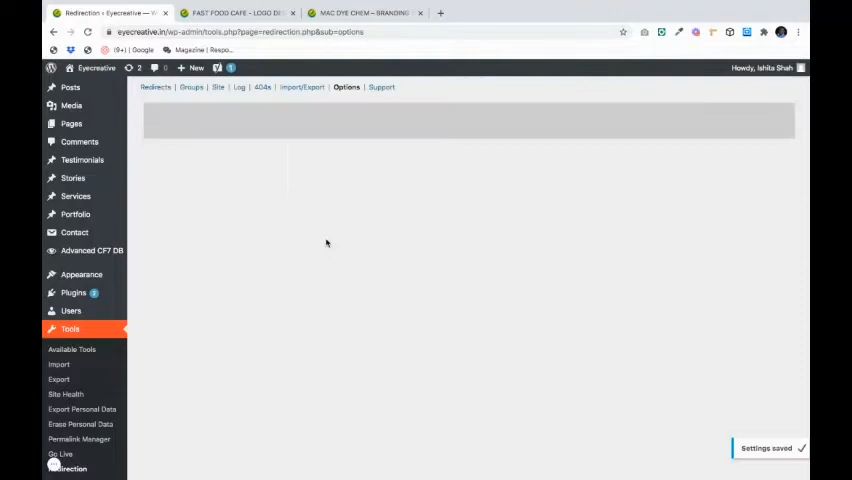 Redirection ‹ Eyecreative — W
FAST FOOD CAFE – LOGO DE
MAC DYE CHEM – BRANDING
eyecreative.in/wp-admin/tools.php?page=redirection.php&sub=options
(9+) | Google
Magazine | Respo...
Eyecreative
2
0
New
1
Howdy, Ishita Shah
Posts
Media
Pages
Comments
Testimonials
Stories
Services
Portfolio
Contact
Advanced CF7 DB
Appearance
Plugins 2
Users
Tools
Available Tools
Import
Export
Site Health
Export Personal Data
Erase Personal Data
Permalink Manager
Go Live
Redirection
Redirects | Groups | Site | Log | 404s | Import/Export | Options | Support
Settings saved